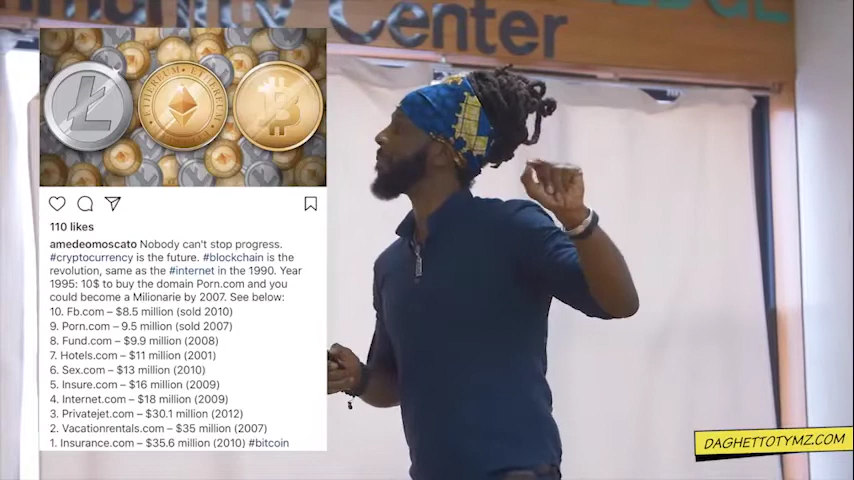 mmunity Center
EDGE
ETHEREUM • ETHEREUM
110 likes
amedeomoscato Nobody can't stop progress.
#cryptocurrency is the future. #blockchain is the
revolution, same as the #internet in the 1990. Year
1995: 10$ to buy the domain Porn.com and you
could become a Milionarie by 2007. See below:
10. Fb.com – $8.5 million (sold 2010)
9. Porn.com – 9.5 million (sold 2007)
8. Fund.com – $9.9 million (2008)
7. Hotels.com – $11 million (2001)
6. Sex.com – $13 million (2010)
5. Insure.com – $16 million (2009)
4. Internet.com – $18 million (2009)
3. Privatejet.com – $30.1 million (2012)
2. Vacationrentals.com – $35 million (2007)
1. Insurance.com – $35.6 million (2010) #bitcoin
DAGHETTOTYMZ.COM